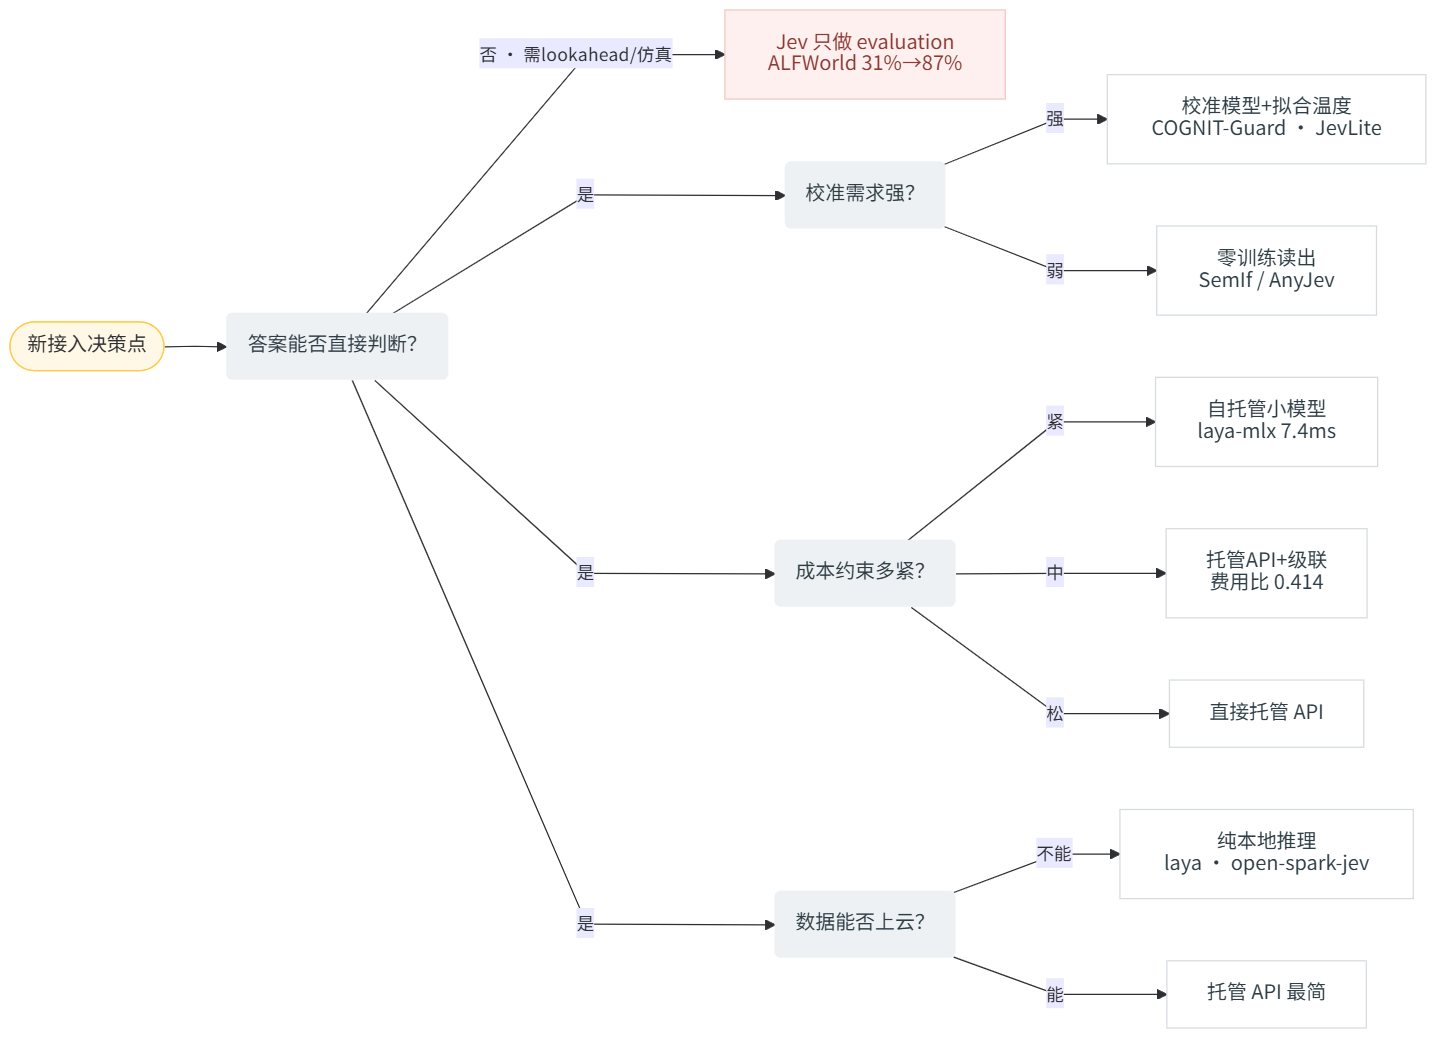 新接入决策点
答案能否直接判断？
否 · 需lookahead/仿真
Jev 只做 evaluation
ALFWorld 31%→87%
是
校准需求强？
强
校准模型+拟合温度
COGNIT-Guard · JevLite
弱
零训练读出
SemIf / AnyJev
是
成本约束多紧？
紧
自托管小模型
laya-mlx 7.4ms
中
托管API+级联
费用比 0.414
松
直接托管 API
是
数据能否上云？
不能
纯本地推理
laya · open-spark-jev
能
托管 API 最简